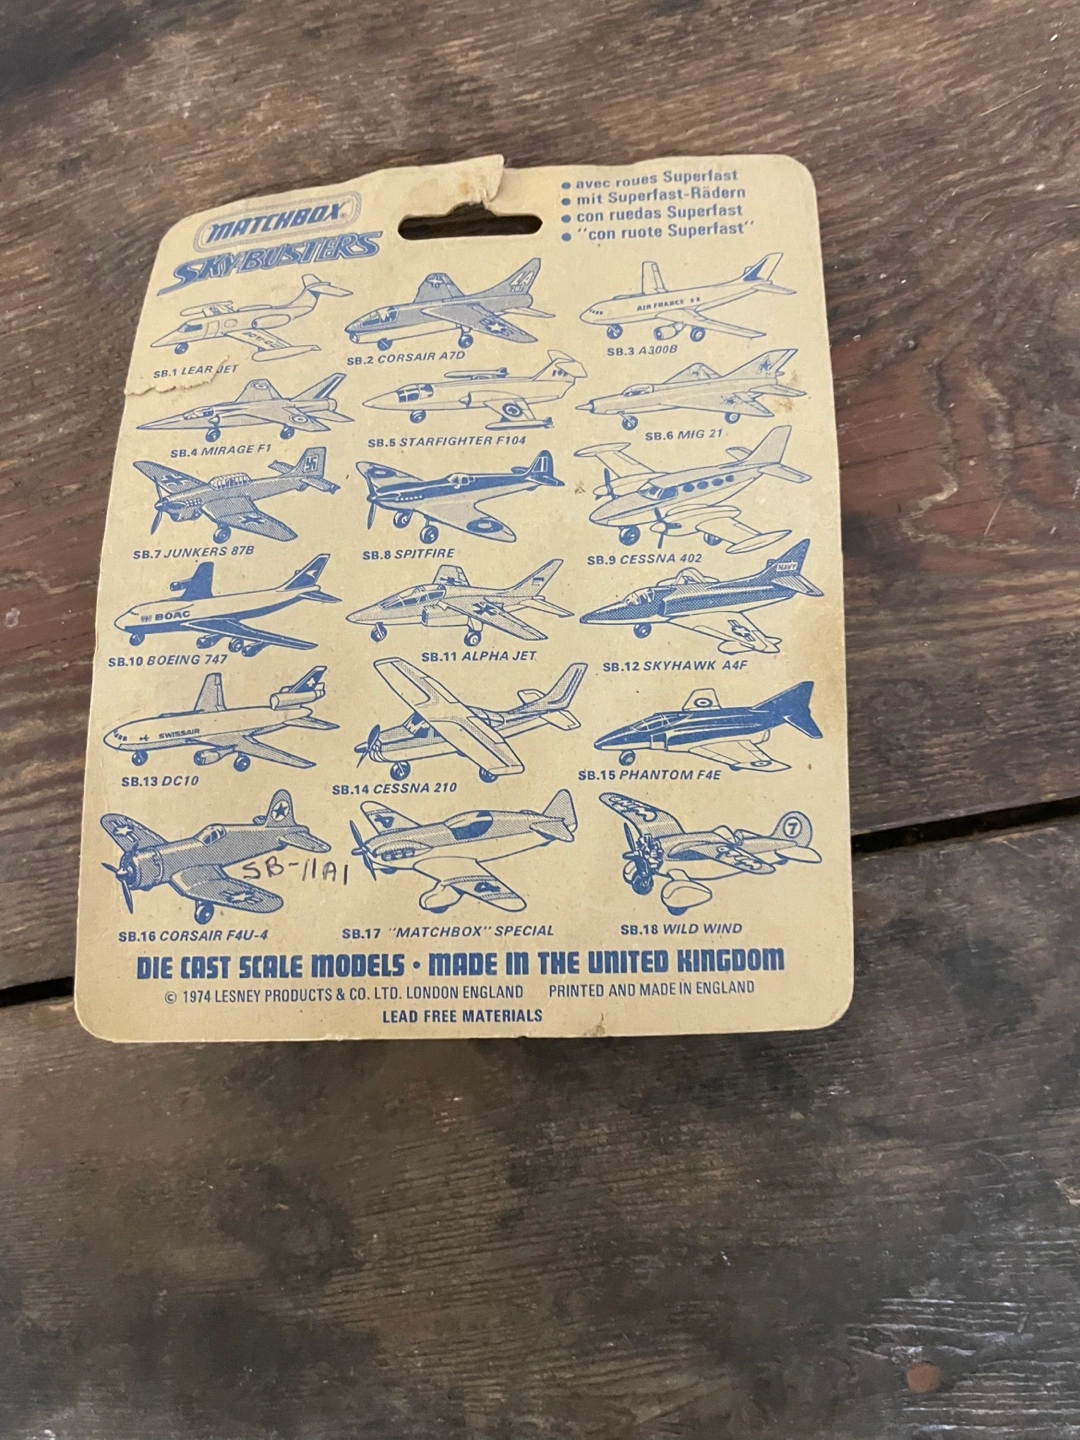 MATCHBOX
SKYBUSTERS
• avec roues Superfast
• mit Superfast-Rädern
• con ruedas Superfast
• "con ruote Superfast"
LA
AIR FRANCE
SB.1 LEAR JET
SB.2 CORSAIR A7D
SB.3 A300B
SB.4 MIRAGE F1
SB.5 STARFIGHTER F104
SB.6 MIG 21
SB.7 JUNKERS 87B
SB.8 SPITFIRE
SB.9 CESSNA 402
BOAC
NAVY
SB.10 BOEING 747
SB.11 ALPHA JET
SB.12 SKYHAWK A4F
SWISSAIR
SB.13 DC10
SB.14 CESSNA 210
SB.15 PHANTOM F4E
4
7
SB-11A1
4
SB.16 CORSAIR F4U-4
SB.17 "MATCHBOX" SPECIAL
SB.18 WILD WIND
DIE CAST SCALE MODELS • MADE IN THE UNITED KINGDOM
© 1974 LESNEY PRODUCTS & CO. LTD. LONDON ENGLAND PRINTED AND MADE IN ENGLAND
LEAD FREE MATERIALS